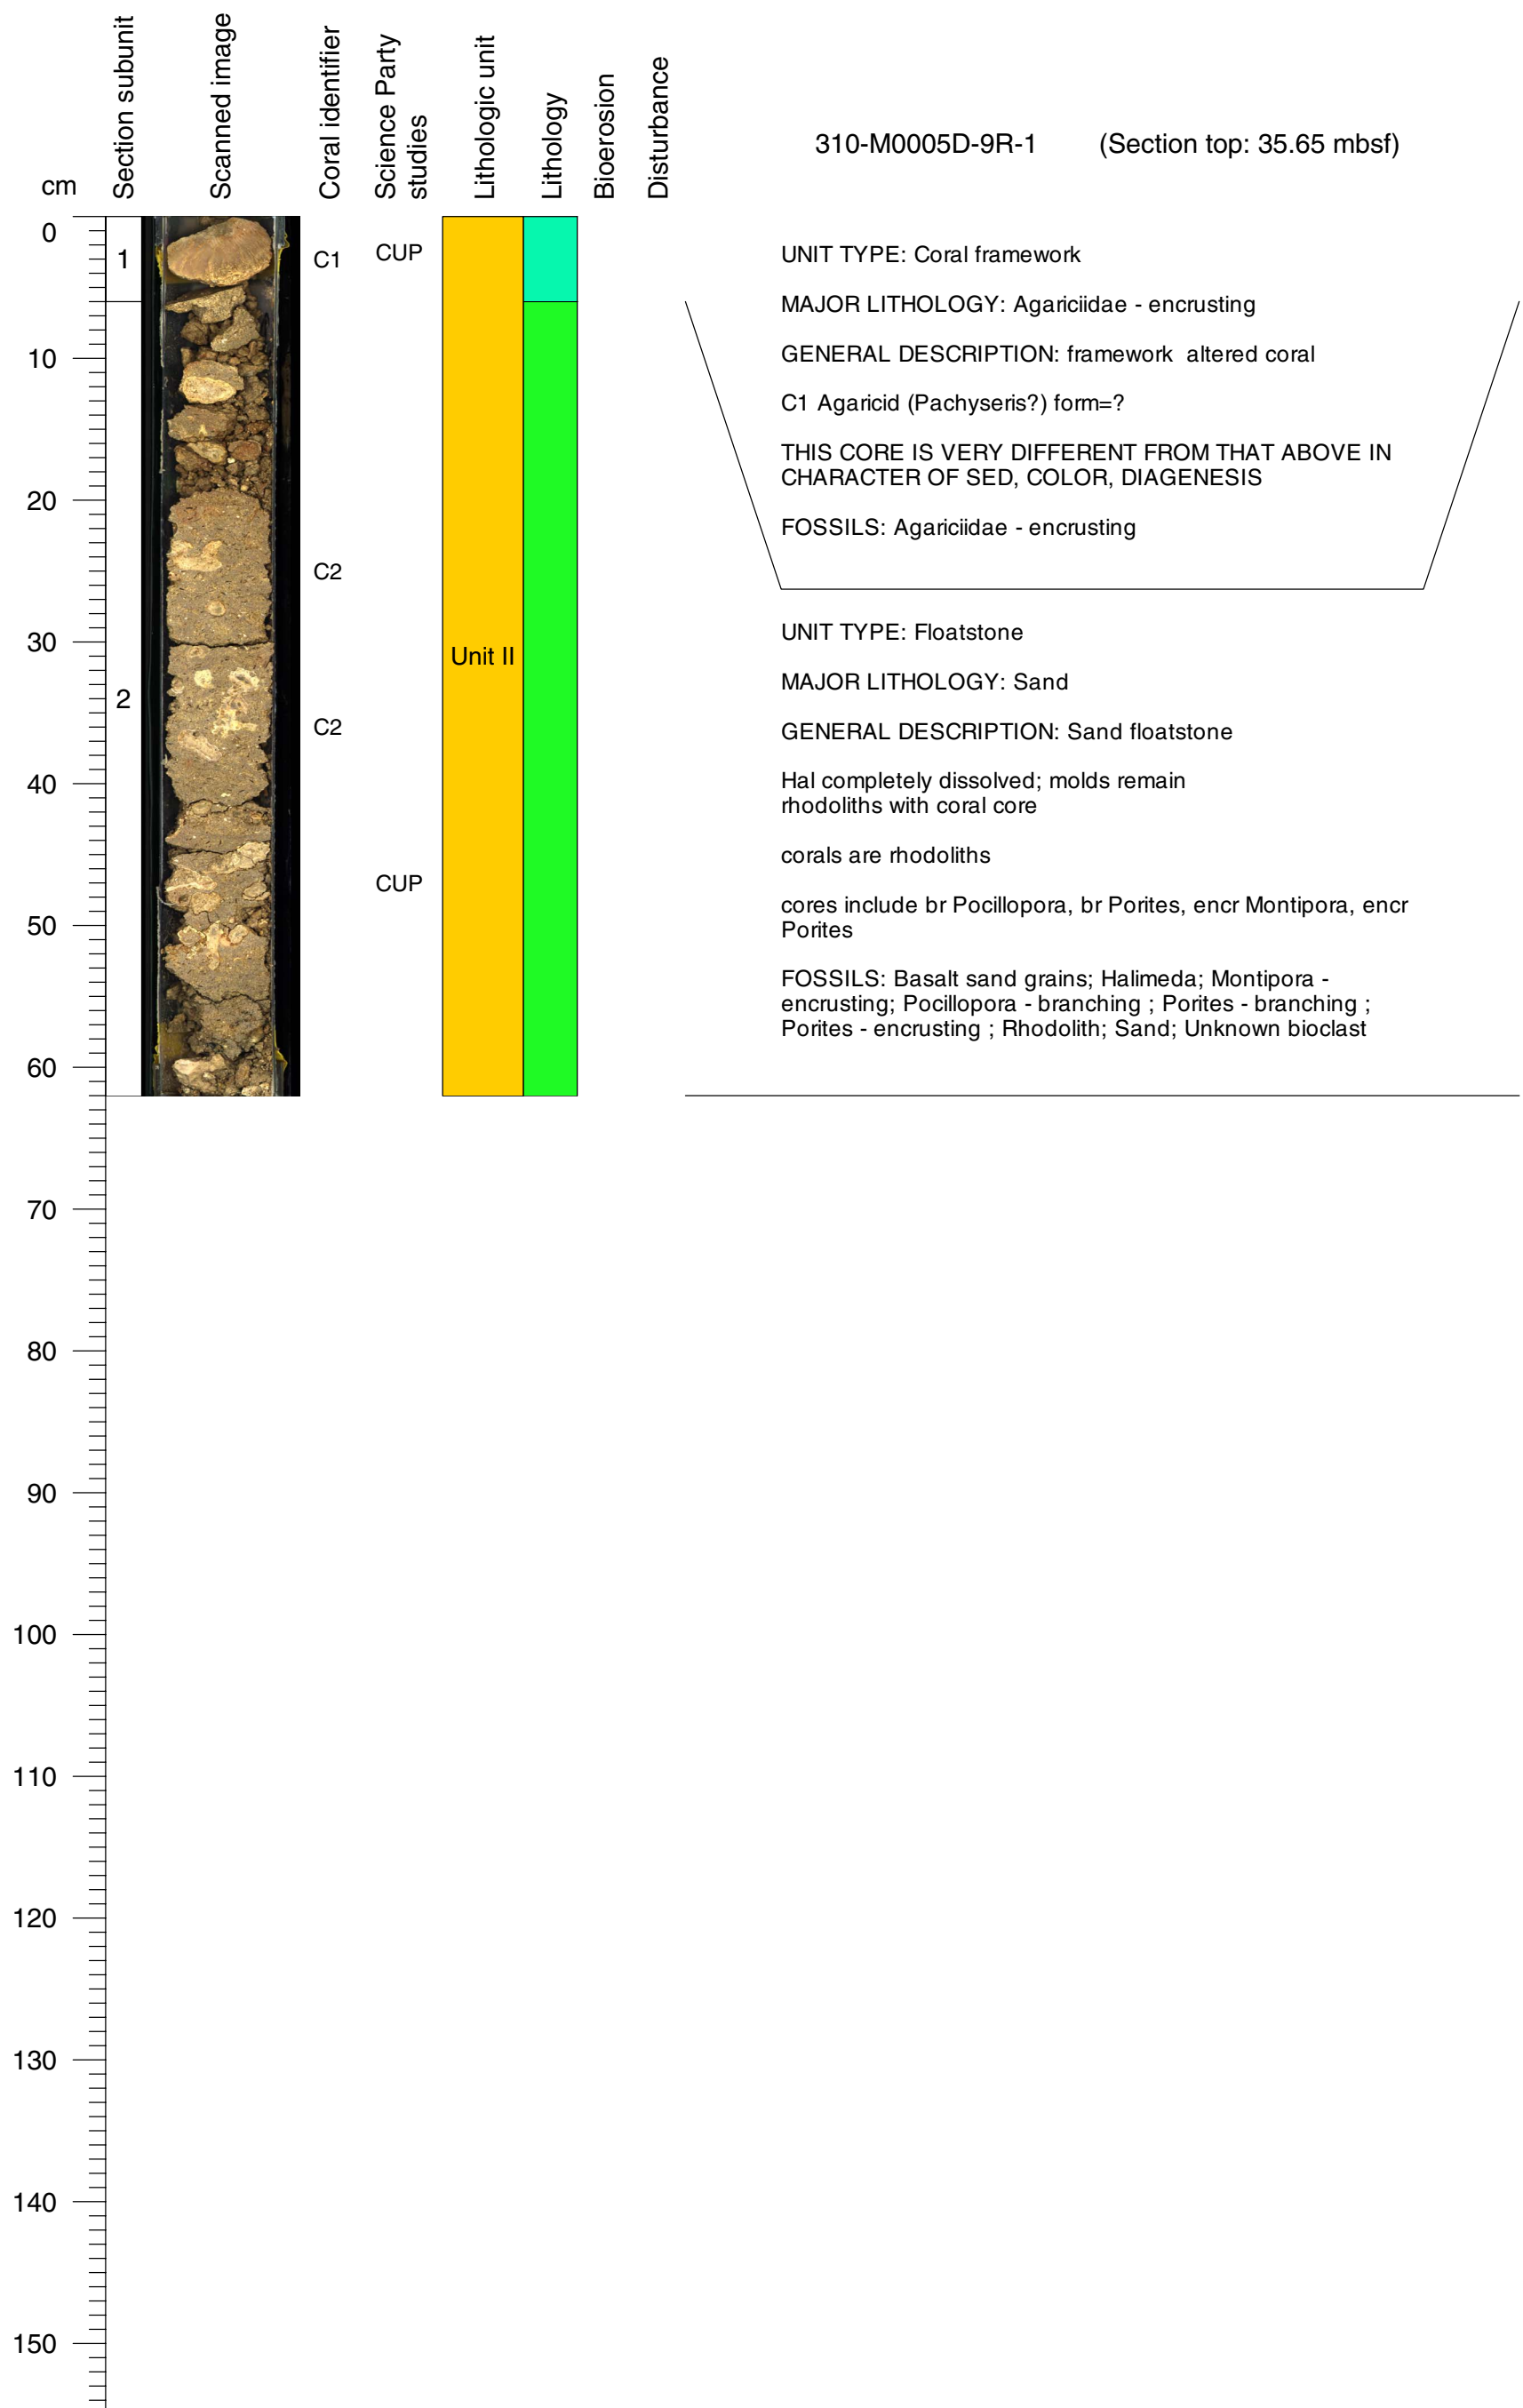 cm
Section subunit
Scanned image
Coral identifier
Science Party
studies
Lithologic unit
Lithology
Bioerosion
Disturbance
310-M0005D-9R-1 (Section top: 35.65 mbsf)
0
10
20
30
40
50
60
70
80
90
100
110
120
130
140
150
1
2
C1
C2
C2
CUP
CUP
Unit II
UNIT TYPE: Coral framework
MAJOR LITHOLOGY: Agariciidae - encrusting
GENERAL DESCRIPTION: framework altered coral
C1 Agaricid (Pachyseris?) form=?
THIS CORE IS VERY DIFFERENT FROM THAT ABOVE IN
CHARACTER OF SED, COLOR, DIAGENESIS
FOSSILS: Agariciidae - encrusting
UNIT TYPE: Floatstone
MAJOR LITHOLOGY: Sand
GENERAL DESCRIPTION: Sand floatstone
Hal completely dissolved; molds remain
rhodoliths with coral core
corals are rhodoliths
cores include br Pocillopora, br Porites, encr Montipora, encr
Porites
FOSSILS: Basalt sand grains; Halimeda; Montipora -
encrusting; Pocillopora - branching ; Porites - branching ;
Porites - encrusting ; Rhodolith; Sand; Unknown bioclast